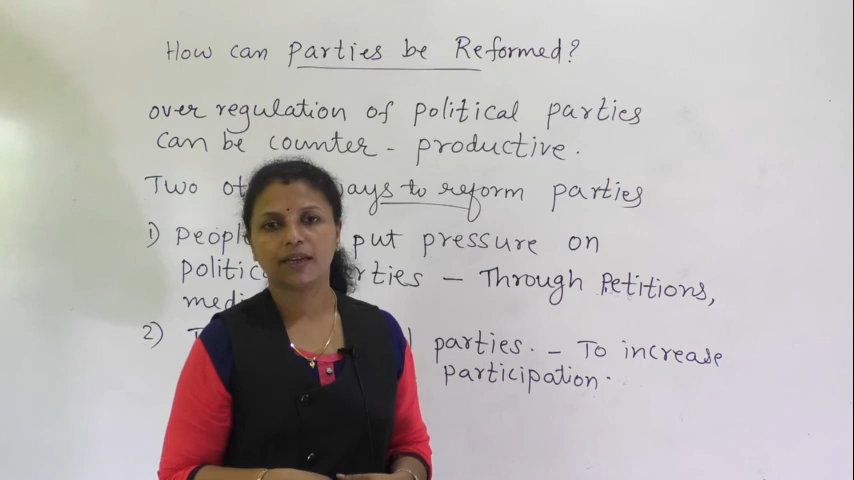 How can Parties be Reformed?
over regulation of political parties
can be counter - productive.
Two ways to reform parties
1) put pressure on
parties - Through Petitions,
2) parties. - To increase
participation.